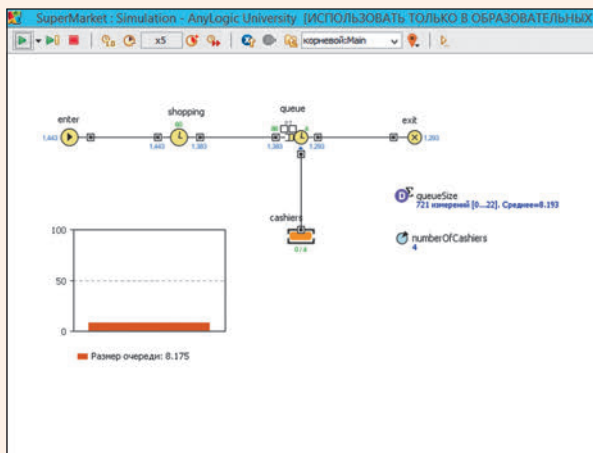 SuperMarket : Simulation - AnyLogic University [ИСПОЛЬЗОВАТЬ ТОЛЬКО В ОБРАЗОВАТЕЛЬНЫХ
x5
корневой:Main
enter
shopping
queue
exit
60
1,443
1,443
1,383
1,383
1,293
1,293
queueSize
721 измерений [0...22]. Среднее=8.193
cashiers
0 / 4
numberOfCashiers
4
100
50
0
Размер очереди: 8.175